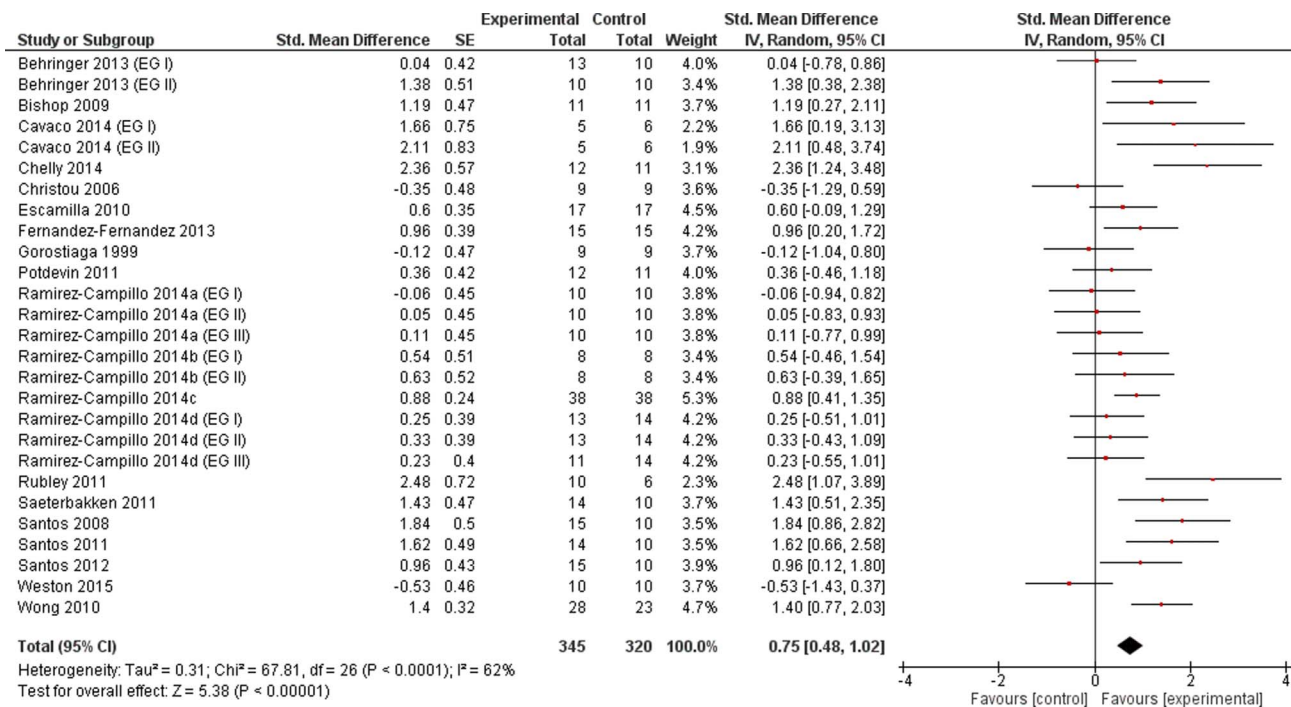 Experimental Control Std. Mean Difference Std. Mean Difference
Study or Subgroup Std. Mean Difference SE Total Total Weight IV, Random, 95% CI IV, Random, 95% CI
Behringer 2013 (EG I) 0.04 0.42 13 10 4.0% 0.04 [-0.78, 0.86]
Behringer 2013 (EG II) 1.38 0.51 10 10 3.4% 1.38 [0.38, 2.38]
Bishop 2009 1.19 0.47 11 11 3.7% 1.19 [0.27, 2.11]
Cavaco 2014 (EG I) 1.66 0.75 5 6 2.2% 1.66 [0.19, 3.13]
Cavaco 2014 (EG II) 2.11 0.83 5 6 1.9% 2.11 [0.48, 3.74]
Chelly 2014 2.36 0.57 12 11 3.1% 2.36 [1.24, 3.48]
Christou 2006 -0.35 0.48 9 9 3.6% -0.35 [-1.29, 0.59]
Escamilla 2010 0.6 0.35 17 17 4.5% 0.60 [-0.09, 1.29]
Fernandez-Fernandez 2013 0.96 0.39 15 15 4.2% 0.96 [0.20, 1.72]
Gorostiaga 1999 -0.12 0.47 9 9 3.7% -0.12 [-1.04, 0.80]
Potdevin 2011 0.36 0.42 12 11 4.0% 0.36 [-0.46, 1.18]
Ramirez-Campillo 2014a (EG I) -0.06 0.45 10 10 3.8% -0.06 [-0.94, 0.82]
Ramirez-Campillo 2014a (EG II) 0.05 0.45 10 10 3.8% 0.05 [-0.83, 0.93]
Ramirez-Campillo 2014a (EG III) 0.11 0.45 10 10 3.8% 0.11 [-0.77, 0.99]
Ramirez-Campillo 2014b (EG I) 0.54 0.51 8 8 3.4% 0.54 [-0.46, 1.54]
Ramirez-Campillo 2014b (EG II) 0.63 0.52 8 8 3.4% 0.63 [-0.39, 1.65]
Ramirez-Campillo 2014c 0.88 0.24 38 38 5.3% 0.88 [0.41, 1.35]
Ramirez-Campillo 2014d (EG I) 0.25 0.39 13 14 4.2% 0.25 [-0.51, 1.01]
Ramirez-Campillo 2014d (EG II) 0.33 0.39 13 14 4.2% 0.33 [-0.43, 1.09]
Ramirez-Campillo 2014d (EG III) 0.23 0.4 11 14 4.2% 0.23 [-0.55, 1.01]
Rubley 2011 2.48 0.72 10 6 2.3% 2.48 [1.07, 3.89]
Saeterbakken 2011 1.43 0.47 14 10 3.7% 1.43 [0.51, 2.35]
Santos 2008 1.84 0.5 15 10 3.5% 1.84 [0.86, 2.82]
Santos 2011 1.62 0.49 14 10 3.5% 1.62 [0.66, 2.58]
Santos 2012 0.96 0.43 15 10 3.9% 0.96 [0.12, 1.80]
Weston 2015 -0.53 0.46 10 10 3.7% -0.53 [-1.43, 0.37]
Wong 2010 1.4 0.32 28 23 4.7% 1.40 [0.77, 2.03]
Total (95% CI) 345 320 100.0% 0.75 [0.48, 1.02]
Heterogeneity: Tau² = 0.31; Chi² = 67.81, df = 26 (P < 0.0001); I² = 62%
Test for overall effect: Z = 5.38 (P < 0.00001)
-4 -2 0 2 4
Favours [control] Favours [experimental]